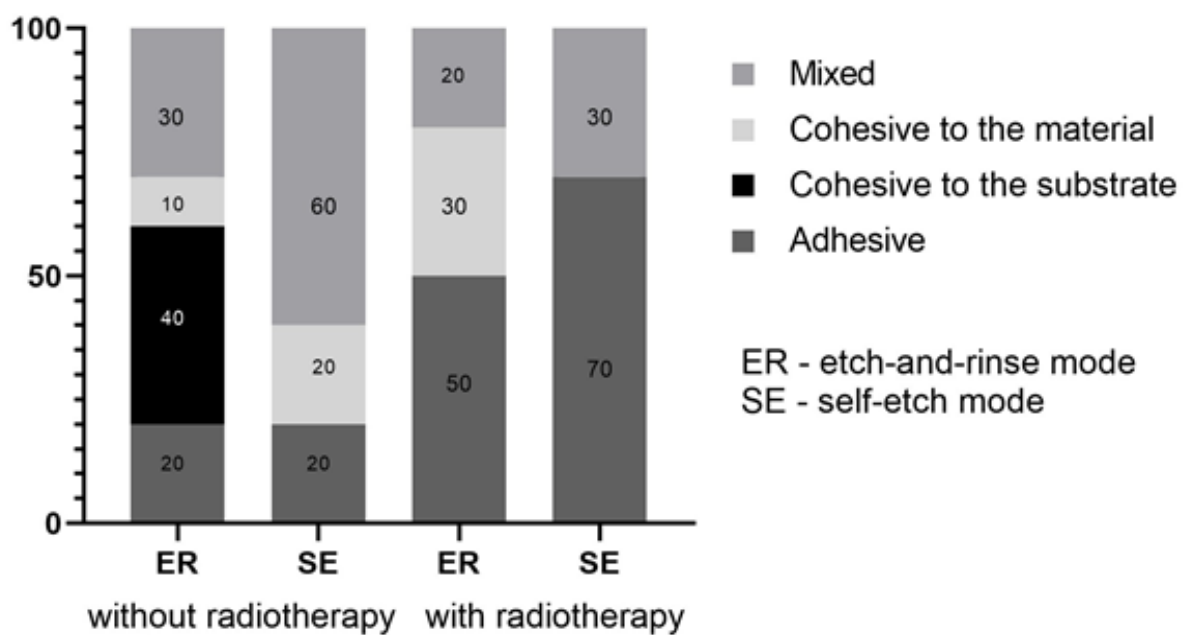 100
50
0
30
10
40
20
60
20
20
20
30
50
30
70
ER
SE
ER
SE
without radiotherapy
with radiotherapy
Mixed
Cohesive to the material
Cohesive to the substrate
Adhesive
ER - etch-and-rinse mode
SE - self-etch mode